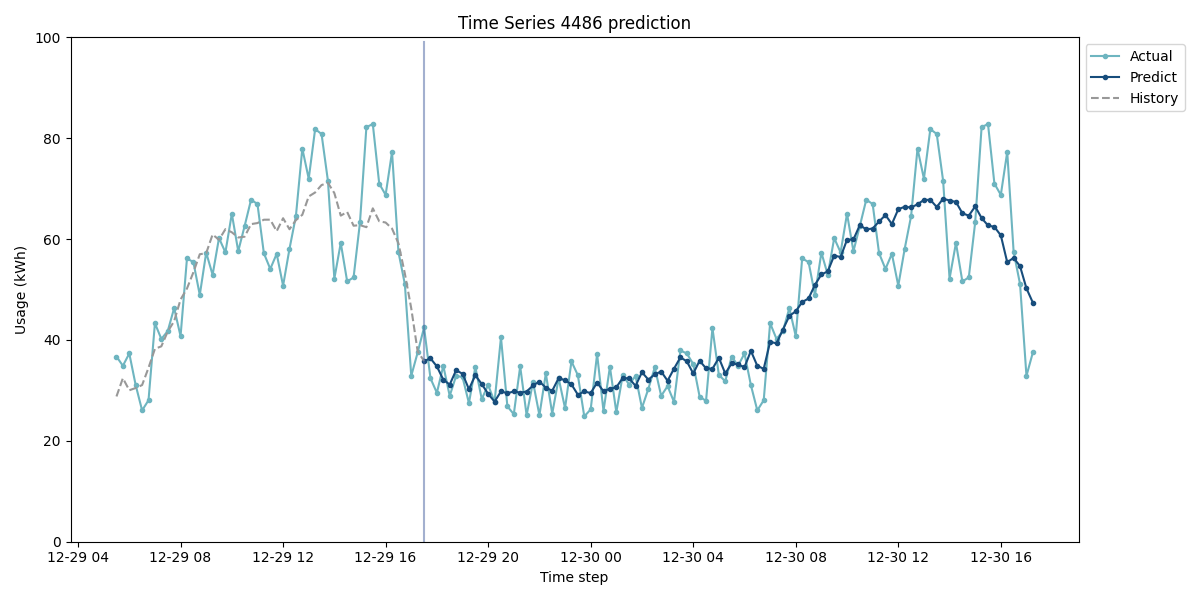 Time Series 4486 prediction
100
80
60
40
20
0
Usage (kWh)
12-29 04
12-29 08
12-29 12
12-29 16
12-29 20
12-30 00
12-30 04
12-30 08
12-30 12
12-30 16
Time step
Actual
Predict
History